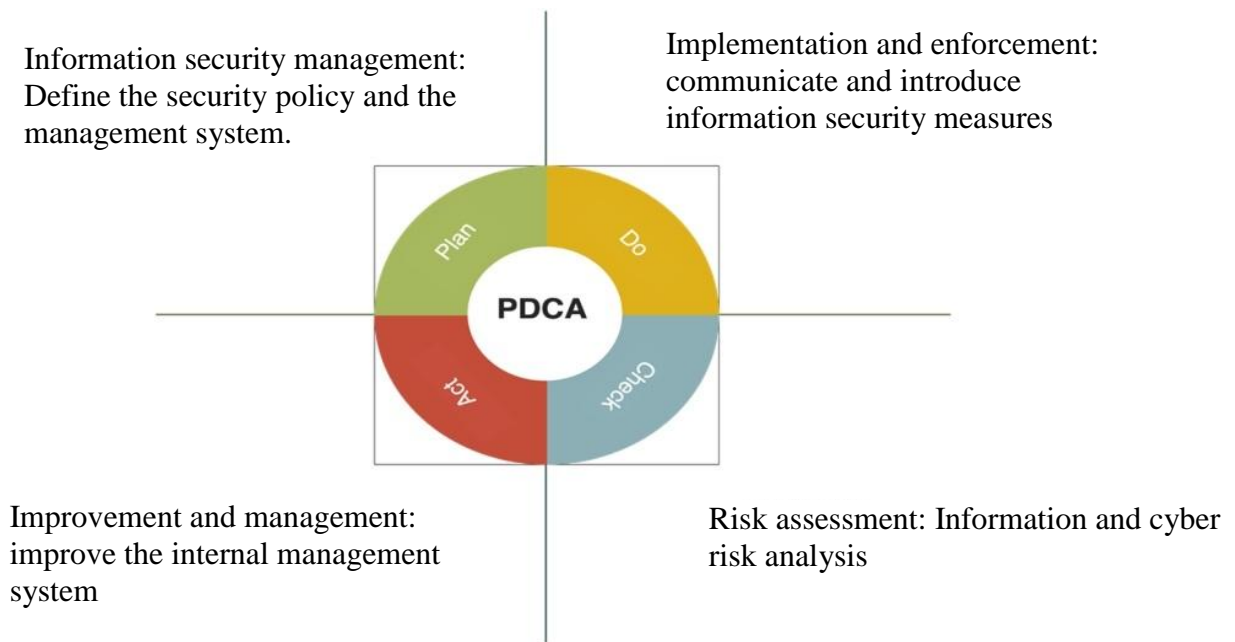 Information security management:
Define the security policy and the
management system.
Implementation and enforcement:
communicate and introduce
information security measures
Plan
Do
PDCA
Act
Check
Improvement and management:
improve the internal management
system
Risk assessment: Information and cyber
risk analysis